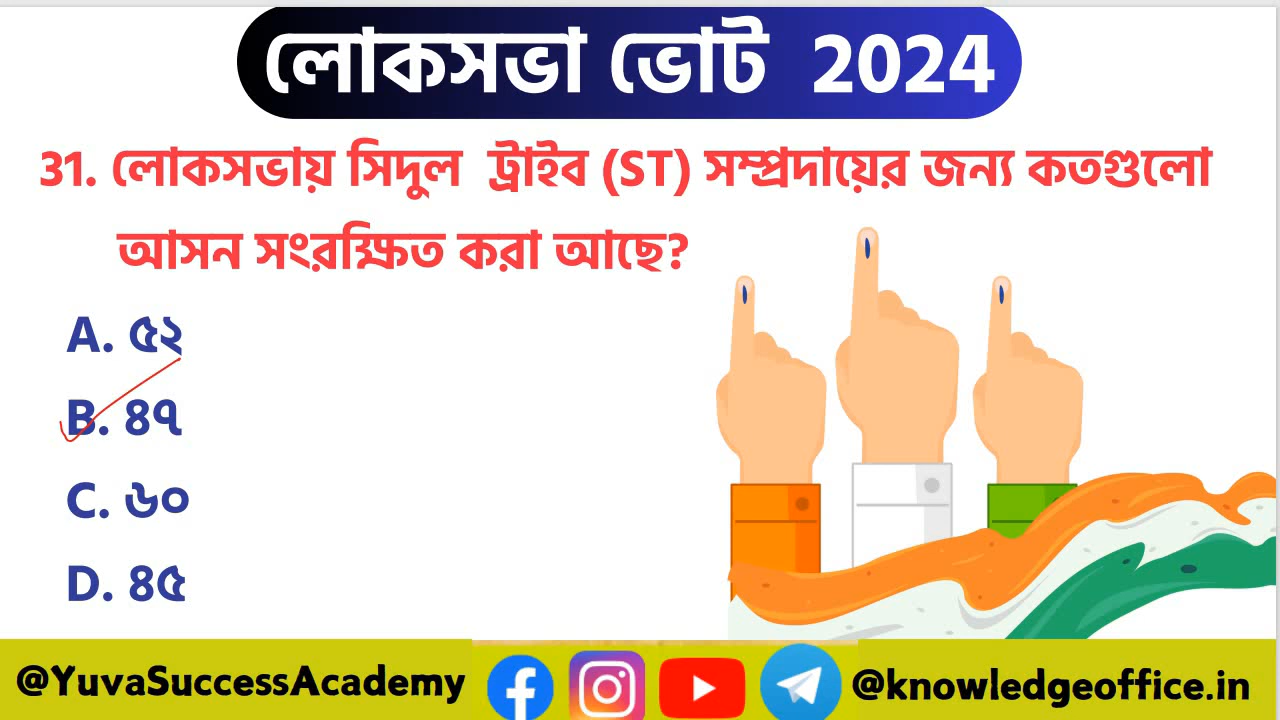 লোকসভা ভোট 2024
31. লোকসভায় সিদুল ট্রাইব (ST) সম্প্রদায়ের জন্য কতগুলো
আসন সংরক্ষিত করা আছে?
A. ৫২
B. ৪৭
C. ৬০
D. ৪৫
@YuvaSuccessAcademy
@knowledgeoffice.in